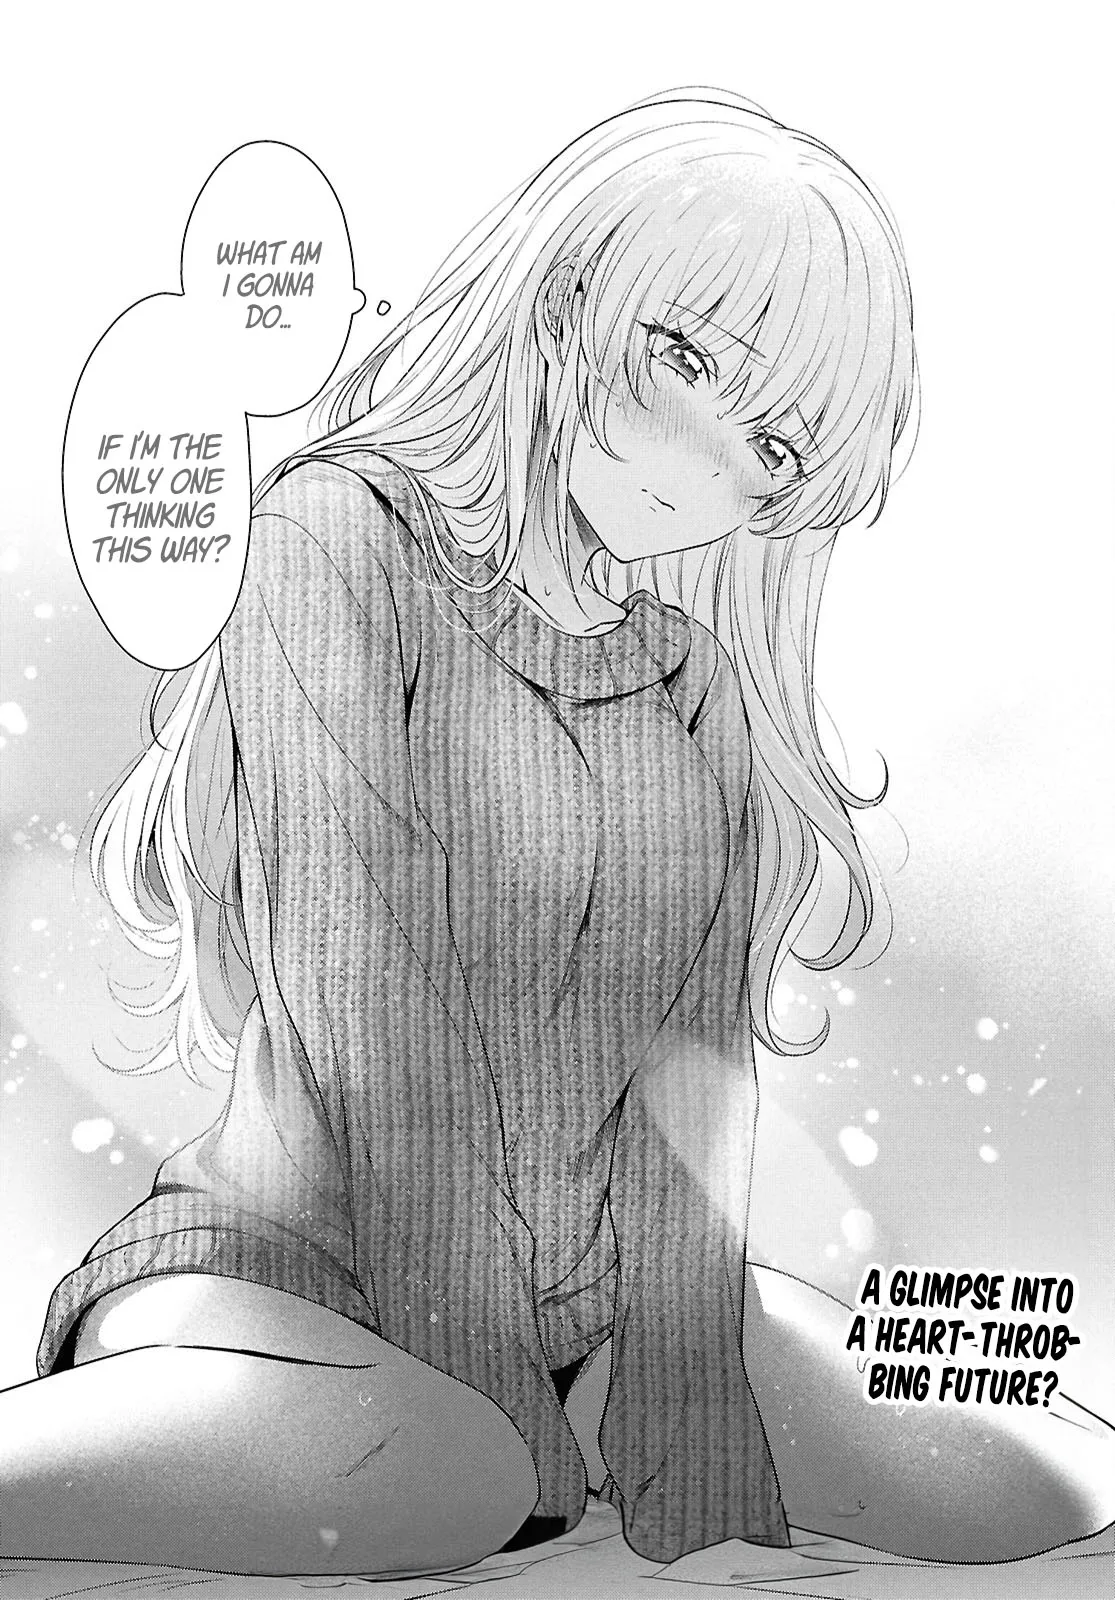 WHAT AM
I GONNA
DO...
IF I'M THE
ONLY ONE
THINKING
THIS WAY?
A GLIMPSE INTO
A HEART-THROB-
BING FUTURE?